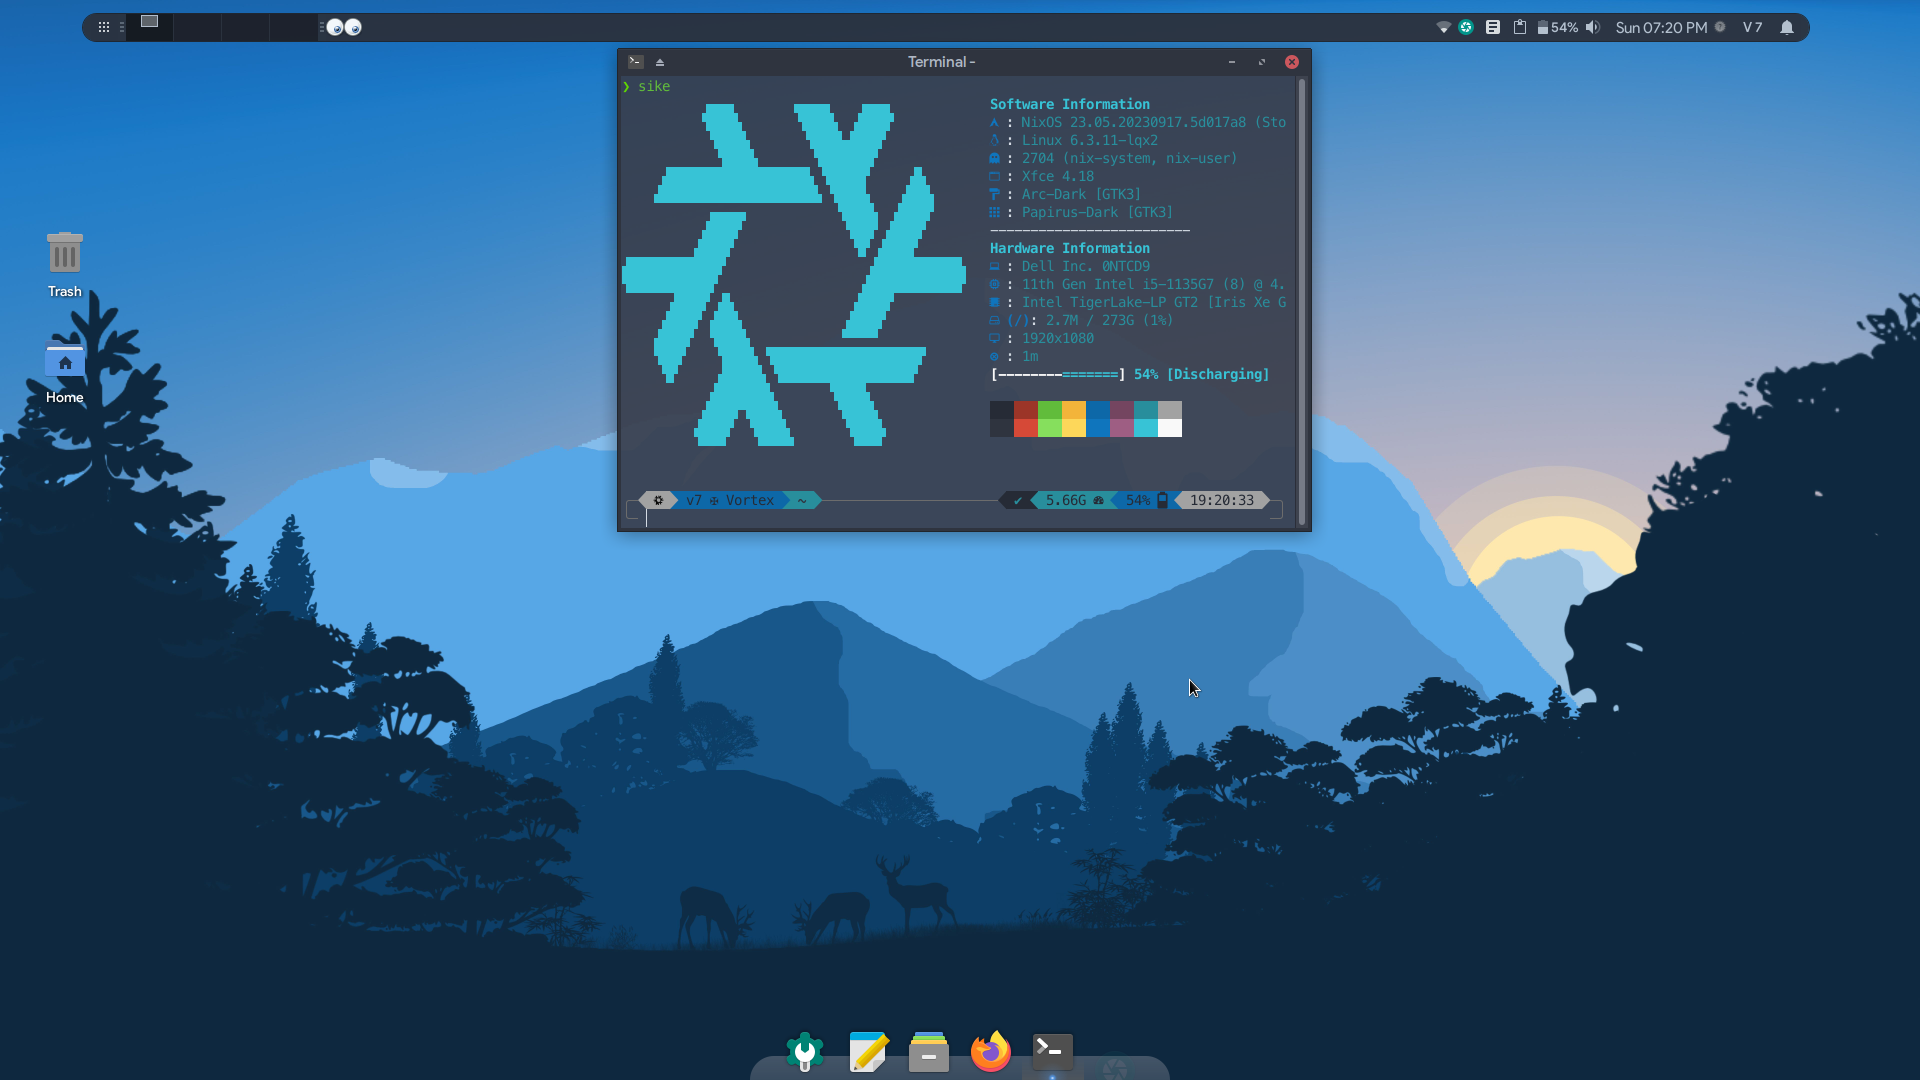 54%
Sun 07:20 PM
V 7
Terminal -
❯ sike
Software Information
: NixOS 23.05.20230917.5d017a8 (Sto
: Linux 6.3.11-lqx2
: 2704 (nix-system, nix-user)
: Xfce 4.18
: Arc-Dark [GTK3]
: Papirus-Dark [GTK3]
-------------------------
Hardware Information
: Dell Inc. 0NTCD9
: 11th Gen Intel i5-1135G7 (8) @ 4.
: Intel TigerLake-LP GT2 [Iris Xe G
(/): 2.7M / 273G (1%)
: 1920x1080
: 1m
[--------=======] 54% [Discharging]
v7 ✠ Vortex ~
✔ 5.66G 54% 19:20:33
Trash
Home